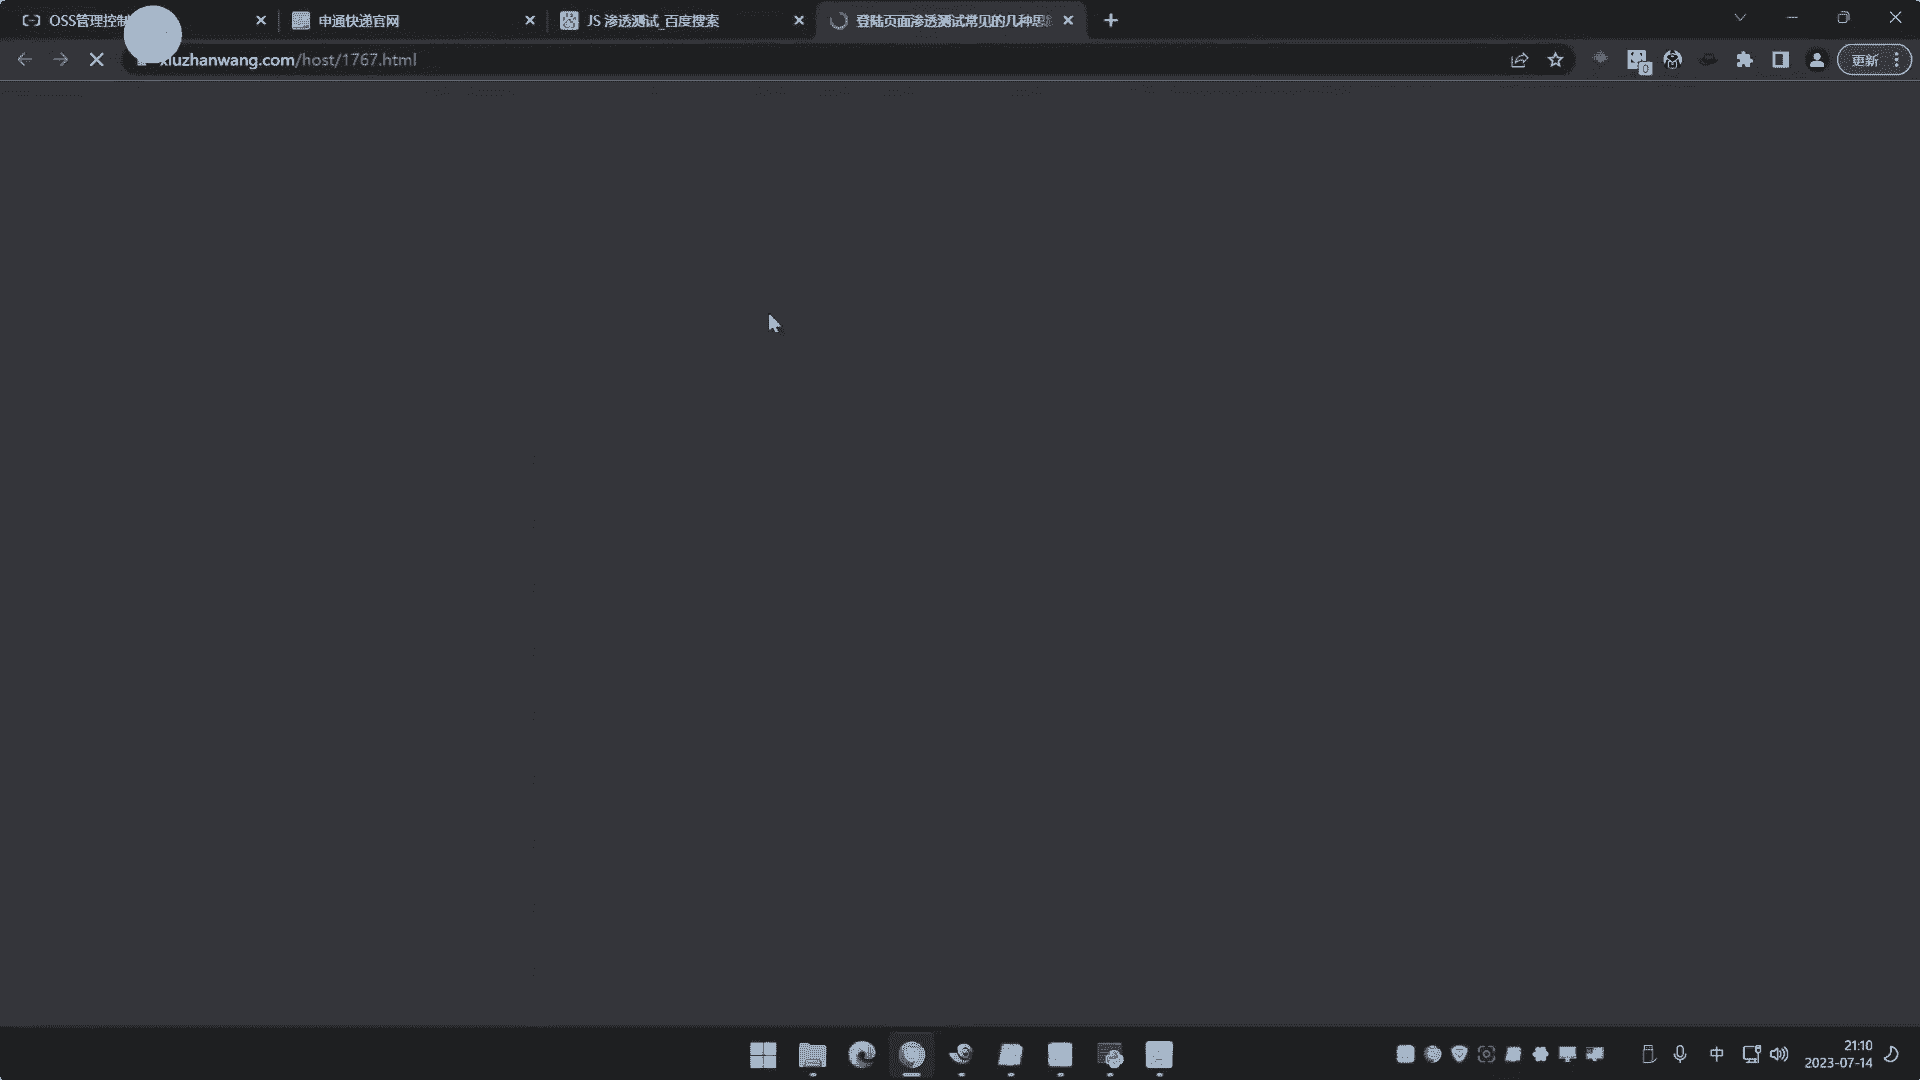 OSS管理控制
申通快递官网
JS 渗透测试_百度搜索
登陆页面渗透测试常见的几种思
xiuzhanwang.com/host/1767.html
0
更新
中
21:10
2023-07-14